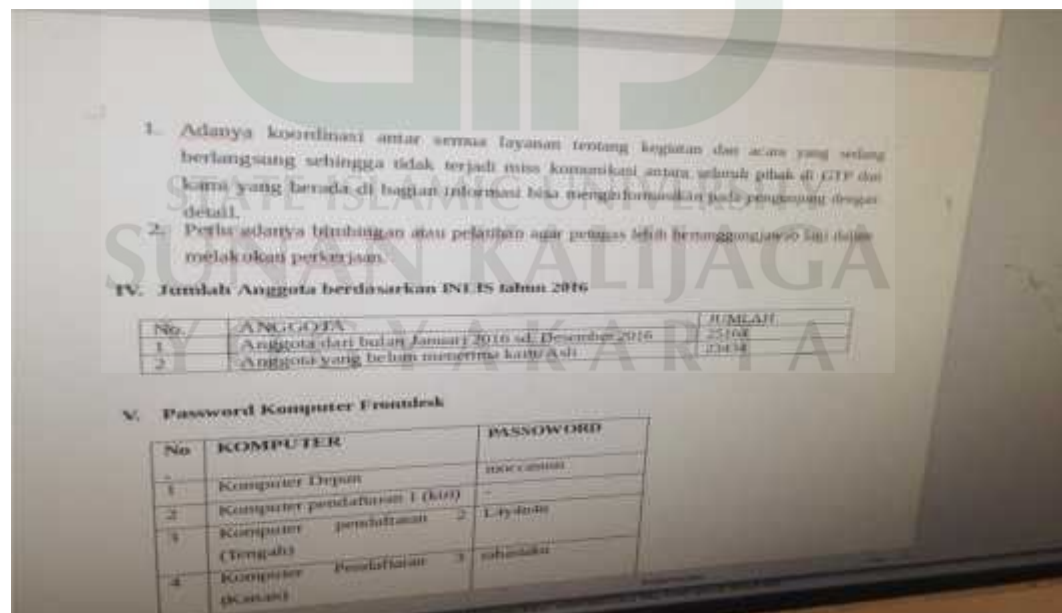 1. Adanya koordinasi antar semua layanan tentang kegiatan dan acara yang sedang
berlangsung sehingga tidak terjadi miss komunikasi antara seluruh pihak di GTP dan
kami yang berada di bagian informasi bisa menginformasikan pada pengunjung dengan
detail.
2. Perlu adanya bimbingan atau pelatihan agar petugas lebih bertanggungjawab lagi dalam
melakokan perkerjaan.
STATE ISLAMIC UNIVERSITY
SUNAN KALIJAGA
YOGYAKARTA
IV. Jumlah Anggota berdasarkan INLIS tahun 2016
No. ANGGOTA JUMLAH
1 Anggota dari bulan Januari 2016 sd. Desember 2016
2 Anggota yang belum menerima kartu Asli 23434
V. Password Komputer Frontdesk
No KOMPUTER PASSOWORD
1 Komputer Depan
2 Komputer pendaftaran 1 (kiri) -
3 Komputer pendaftaran 2
(Tengah)
4 Komputer Pendaftaran 3
(Kanan)